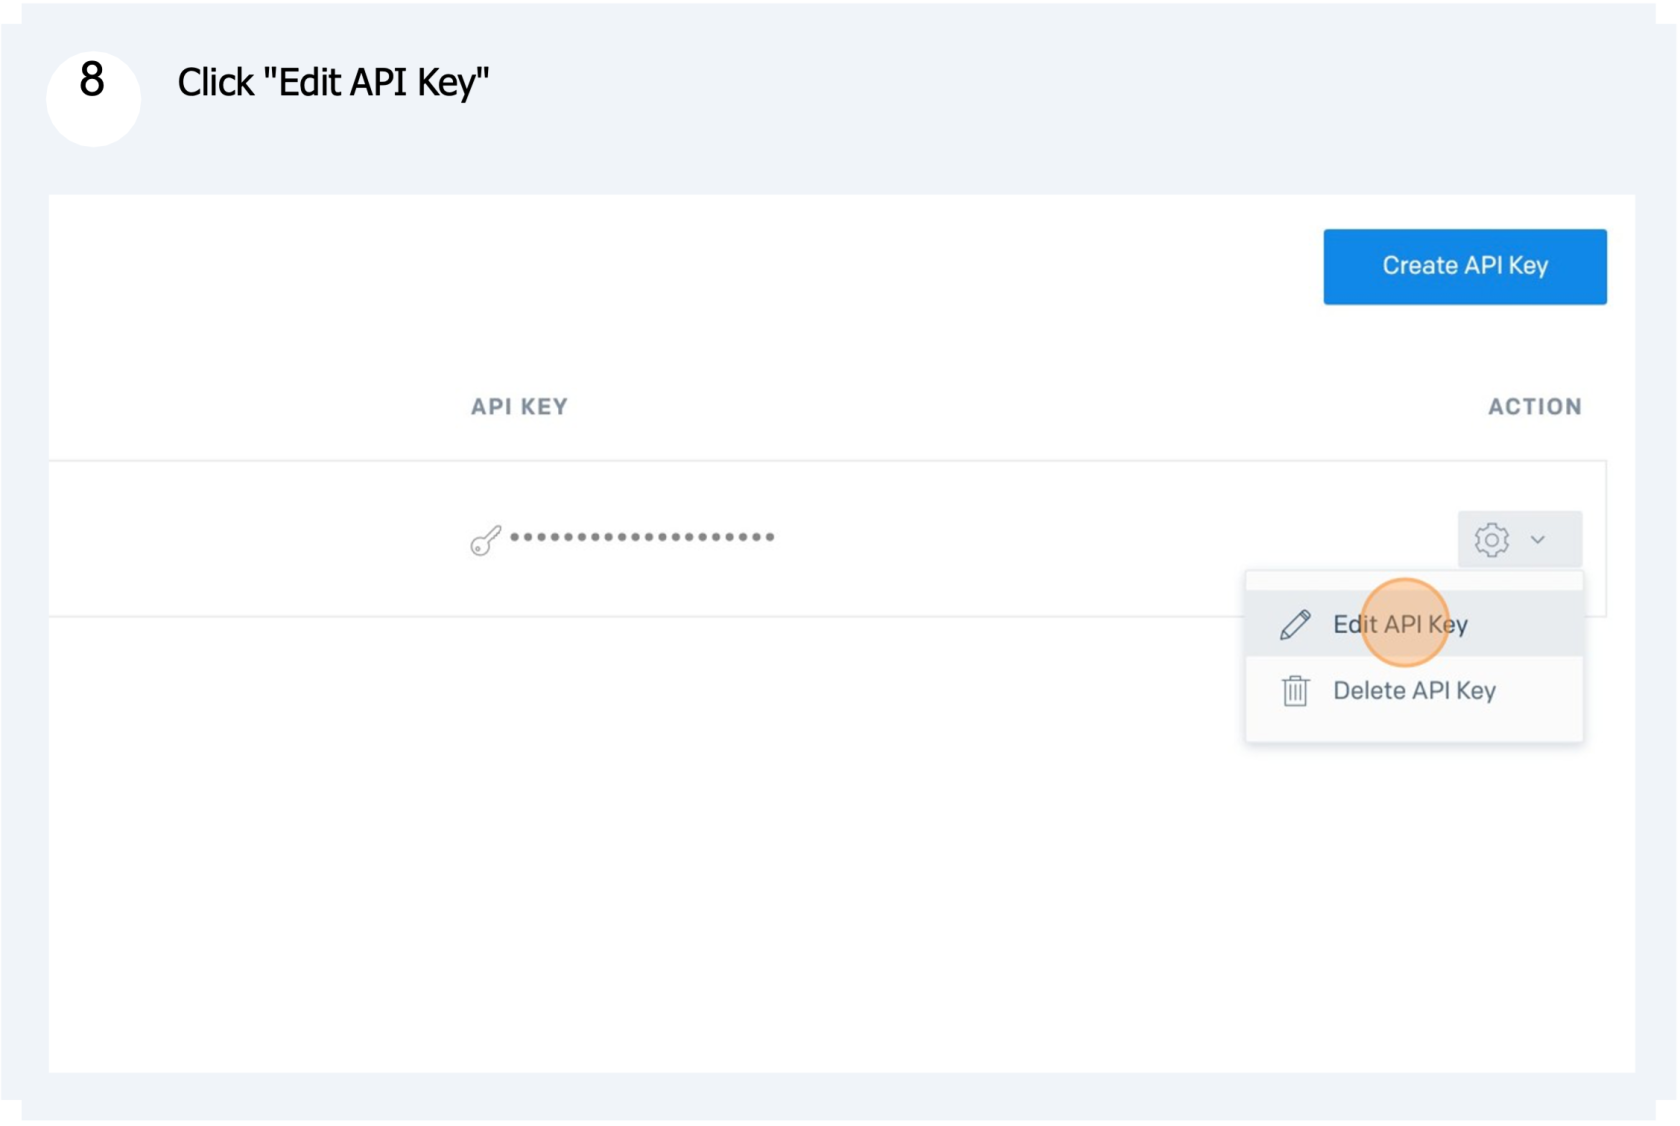 8 Click "Edit API Key"
Create API Key
API KEY ACTION
••••••••••••••••••••
Edit API Key
Delete API Key